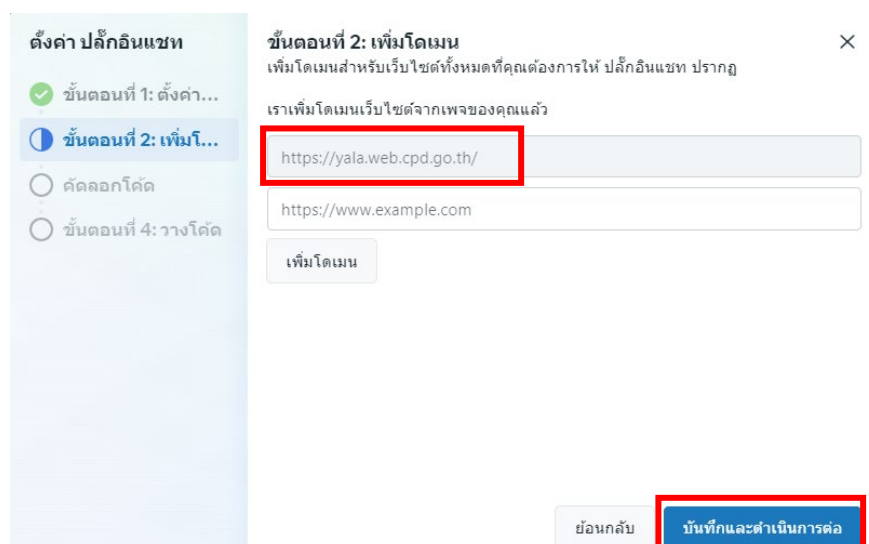 ตั้งค่า ปลั๊กอินแชท
ขั้นตอนที่ 1: ตั้งค่า...
ขั้นตอนที่ 2: เพิ่มโ...
คัดลอกโค้ด
ขั้นตอนที่ 4: วางโค้ด
ขั้นตอนที่ 2: เพิ่มโดเมน
เพิ่มโดเมนสำหรับเว็บไซต์ทั้งหมดที่คุณต้องการให้ ปลั๊กอินแชท ปรากฏ
เราเพิ่มโดเมนเว็บไซต์จากเพจของคุณแล้ว
https://yala.web.cpd.go.th/
https://www.example.com
เพิ่มโดเมน
ย้อนกลับ
บันทึกและดำเนินการต่อ